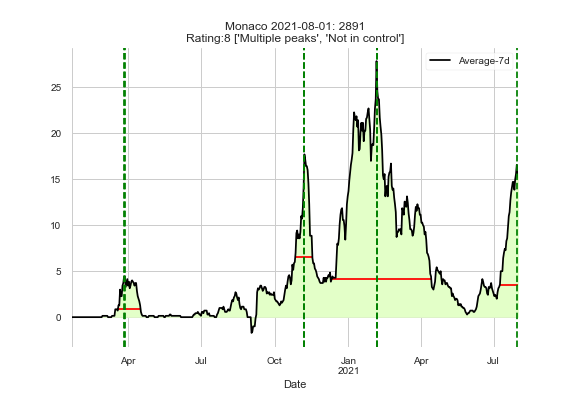 Monaco 2021-08-01: 2891
Rating:8 ['Multiple peaks', 'Not in control']
Average-7d
25
20
15
10
5
0
Apr Jul Oct Jan Apr Jul
2021
Date